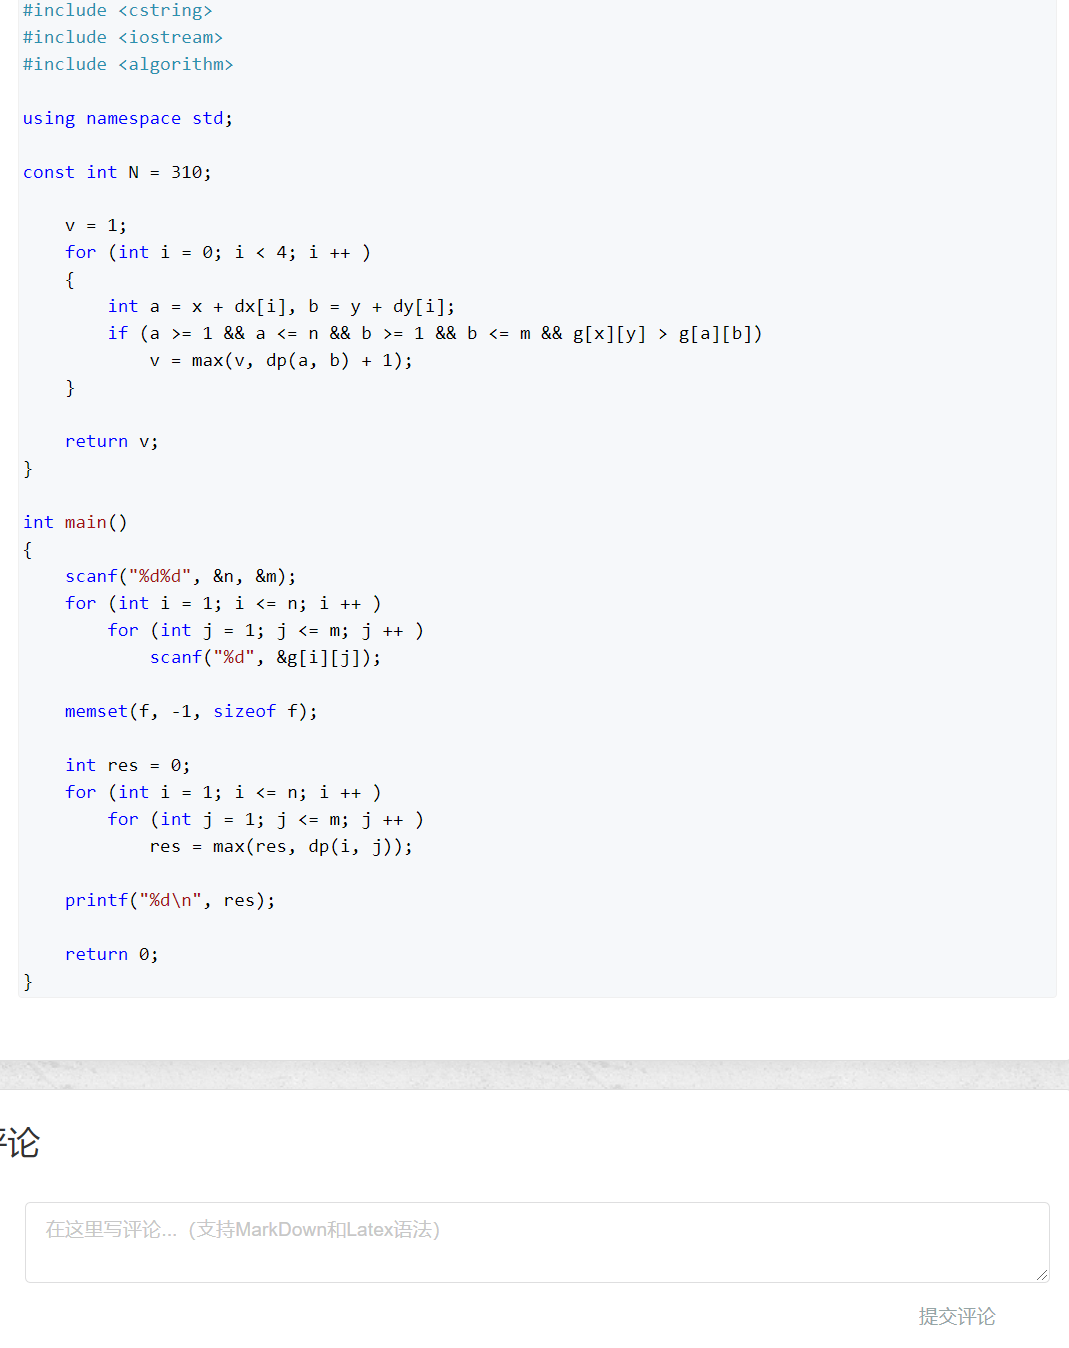 #include <cstring>
#include <iostream>
#include <algorithm>
using namespace std;
const int N = 310;
v = 1;
for (int i = 0; i < 4; i ++ )
{
int a = x + dx[i], b = y + dy[i];
if (a >= 1 && a <= n && b >= 1 && b <= m && g[x][y] > g[a][b])
v = max(v, dp(a, b) + 1);
}
return v;
}
int main()
{
scanf("%d%d", &n, &m);
for (int i = 1; i <= n; i ++ )
for (int j = 1; j <= m; j ++ )
scanf("%d", &g[i][j]);
memset(f, -1, sizeof f);
int res = 0;
for (int i = 1; i <= n; i ++ )
for (int j = 1; j <= m; j ++ )
res = max(res, dp(i, j));
printf("%d\n", res);
return 0;
}
评论
在这里写评论... (支持MarkDown和Latex语法)
提交评论